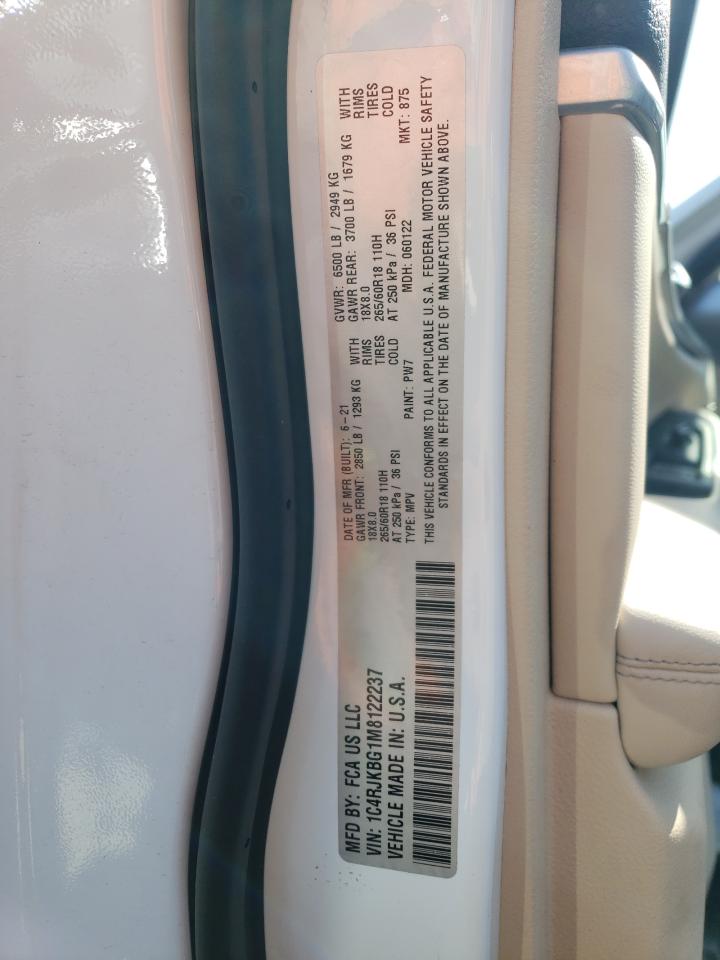 MFD BY: FCA US LLC
VIN: 1C4RJKBG1M8122237
VEHICLE MADE IN: U.S.A.
DATE OF MFR (BUILT): 6-21 GVWR: 6500 LB / 2949 KG
GAWR FRONT: 2850 LB / 1293 KG WITH GAWR REAR: 3700 LB / 1679 KG WITH
18X8.0 RIMS 18X8.0 RIMS
265/60R18 110H TIRES 265/60R18 110H TIRES
AT 250 kPa / 36 PSI COLD AT 250 kPa / 36 PSI COLD
TYPE: MPV PAINT: PW7 MDH: 060122 MKT: 875
THIS VEHICLE CONFORMS TO ALL APPLICABLE U.S.A. FEDERAL MOTOR VEHICLE SAFETY
STANDARDS IN EFFECT ON THE DATE OF MANUFACTURE SHOWN ABOVE.